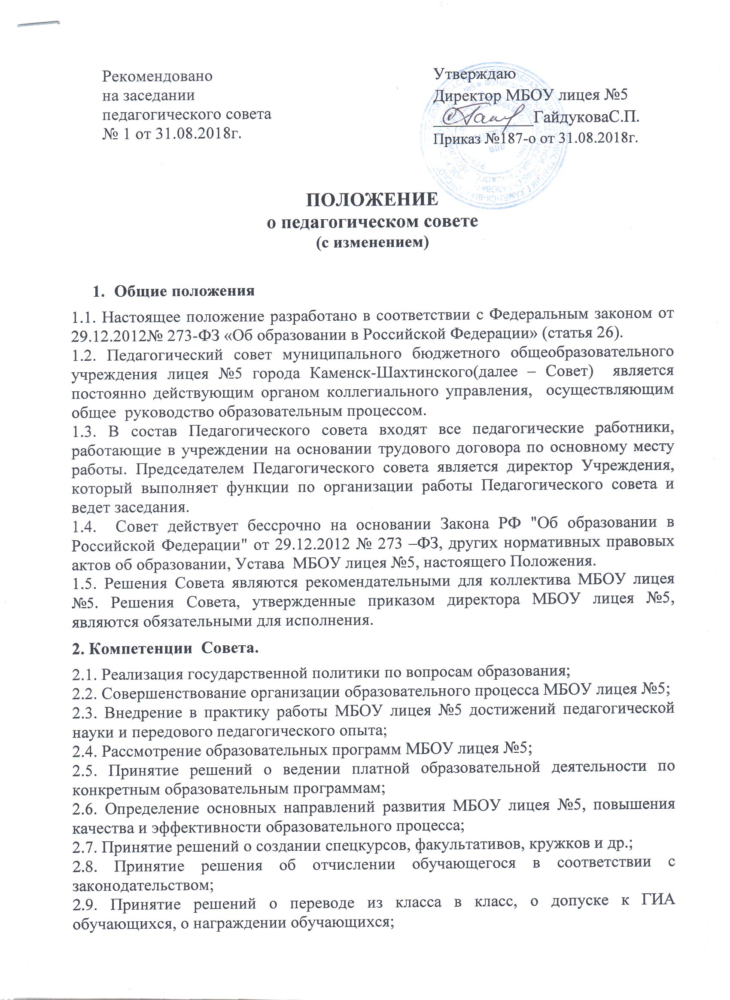 Рекомендовано
на заседании
педагогического совета
№ 1 от 31.08.2018г.
Утверждаю
Директор МБОУ лицея №5
ГайдуковаС.П.
Приказ №187-о от 31.08.2018г.
ПОЛОЖЕНИЕ
о педагогическом совете
(с изменением)
1. Общие положения
1.1. Настоящее положение разработано в соответствии с Федеральным законом от
29.12.2012№ 273-ФЗ «Об образовании в Российской Федерации» (статья 26).
1.2. Педагогический совет муниципального бюджетного общеобразовательного
учреждения лицея №5 города Каменск-Шахтинского(далее – Совет) является
постоянно действующим органом коллегиального управления, осуществляющим
общее руководство образовательным процессом.
1.3. В состав Педагогического совета входят все педагогические работники,
работающие в учреждении на основании трудового договора по основному месту
работы. Председателем Педагогического совета является директор Учреждения,
который выполняет функции по организации работы Педагогического совета и
ведет заседания.
1.4. Совет действует бессрочно на основании Закона РФ "Об образовании в
Российской Федерации" от 29.12.2012 № 273 –ФЗ, других нормативных правовых
актов об образовании, Устава МБОУ лицея №5, настоящего Положения.
1.5. Решения Совета являются рекомендательными для коллектива МБОУ лицея
№5. Решения Совета, утвержденные приказом директора МБОУ лицея №5,
являются обязательными для исполнения.
2. Компетенции Совета.
2.1. Реализация государственной политики по вопросам образования;
2.2. Совершенствование организации образовательного процесса МБОУ лицея №5;
2.3. Внедрение в практику работы МБОУ лицея №5 достижений педагогической
науки и передового педагогического опыта;
2.4. Рассмотрение образовательных программ МБОУ лицея №5;
2.5. Принятие решений о ведении платной образовательной деятельности по
конкретным образовательным программам;
2.6. Определение основных направлений развития МБОУ лицея №5, повышения
качества и эффективности образовательного процесса;
2.7. Принятие решений о создании спецкурсов, факультативов, кружков и др.;
2.8. Принятие решения об отчислении обучающегося в соответствии с
законодательством;
2.9. Принятие решений о переводе из класса в класс, о допуске к ГИА
обучающихся, о награждении обучающихся;